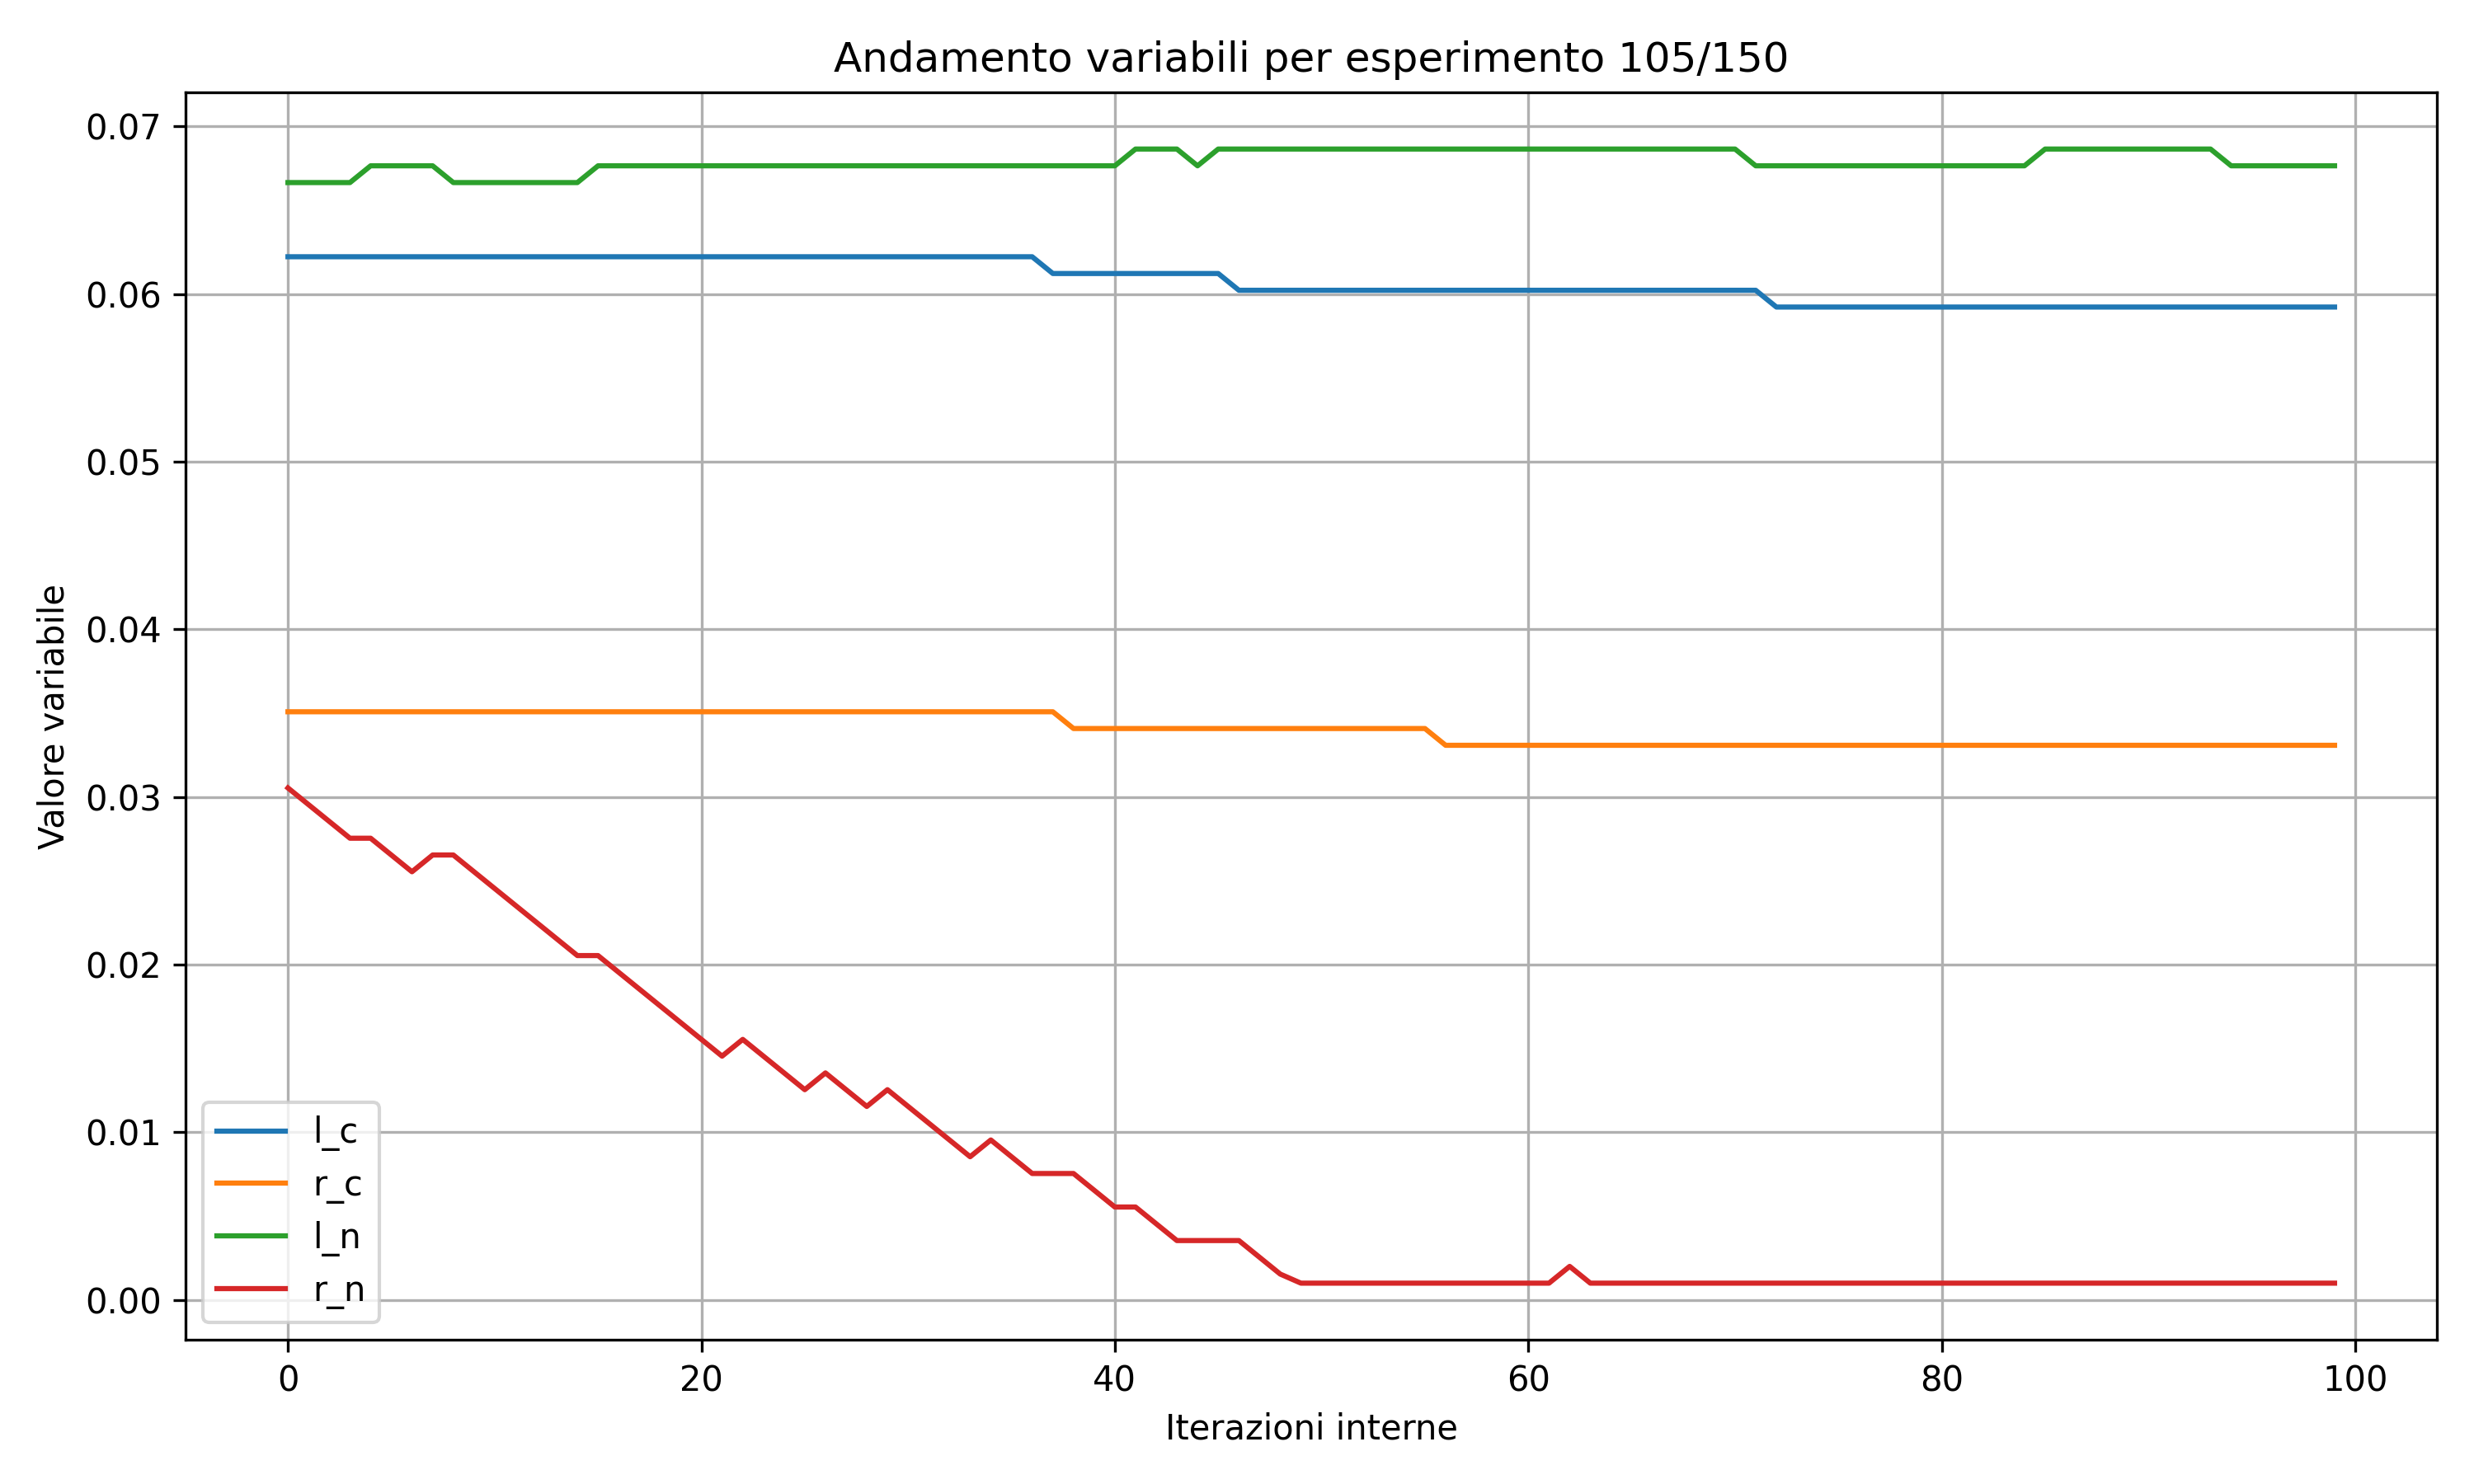 Andamento variabili per esperimento 105/150
Valore variabile
0.07
0.06
0.05
0.04
0.03
0.02
0.01
0.00
l_c
r_c
l_n
r_n
0 20 40 60 80 100
Iterazioni interne